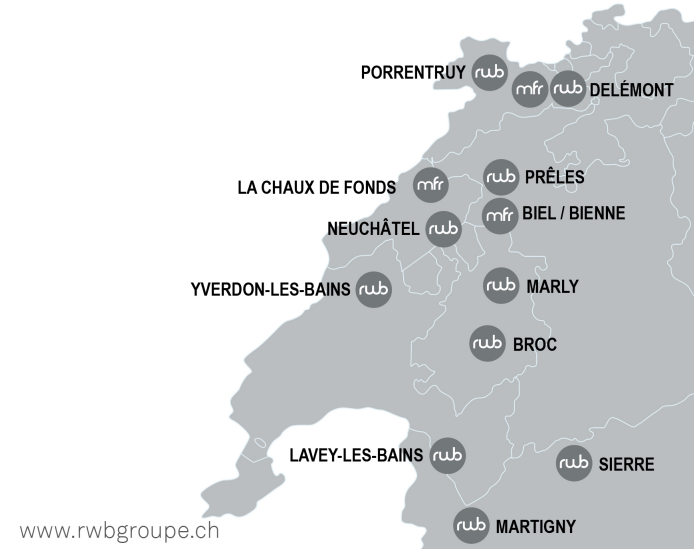 PORRENTRUY rwb
mfr rwb DELÉMONT
rwb PRÊLES
LA CHAUX DE FONDS mfr
mfr BIEL / BIENNE
NEUCHÂTEL rwb
YVERDON-LES-BAINS rwb
rwb MARLY
rwb BROC
LAVEY-LES-BAINS rwb
rwb SIERRE
rwb MARTIGNY
www.rwbgroupe.ch